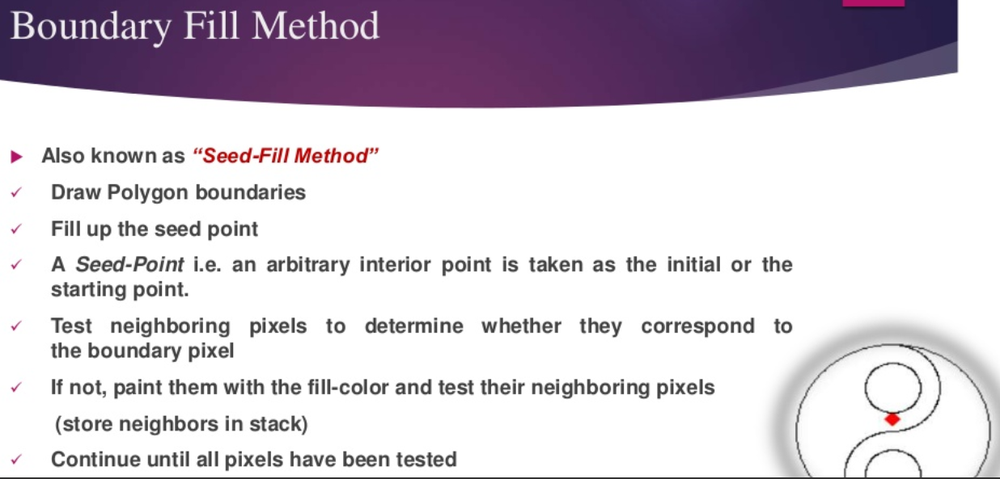 Boundary Fill Method
Also known as “Seed-Fill Method”
Draw Polygon boundaries
Fill up the seed point
A Seed-Point i.e. an arbitrary interior point is taken as the initial or the
starting point.
Test neighboring pixels to determine whether they correspond to
the boundary pixel
If not, paint them with the fill-color and test their neighboring pixels
(store neighbors in stack)
Continue until all pixels have been tested